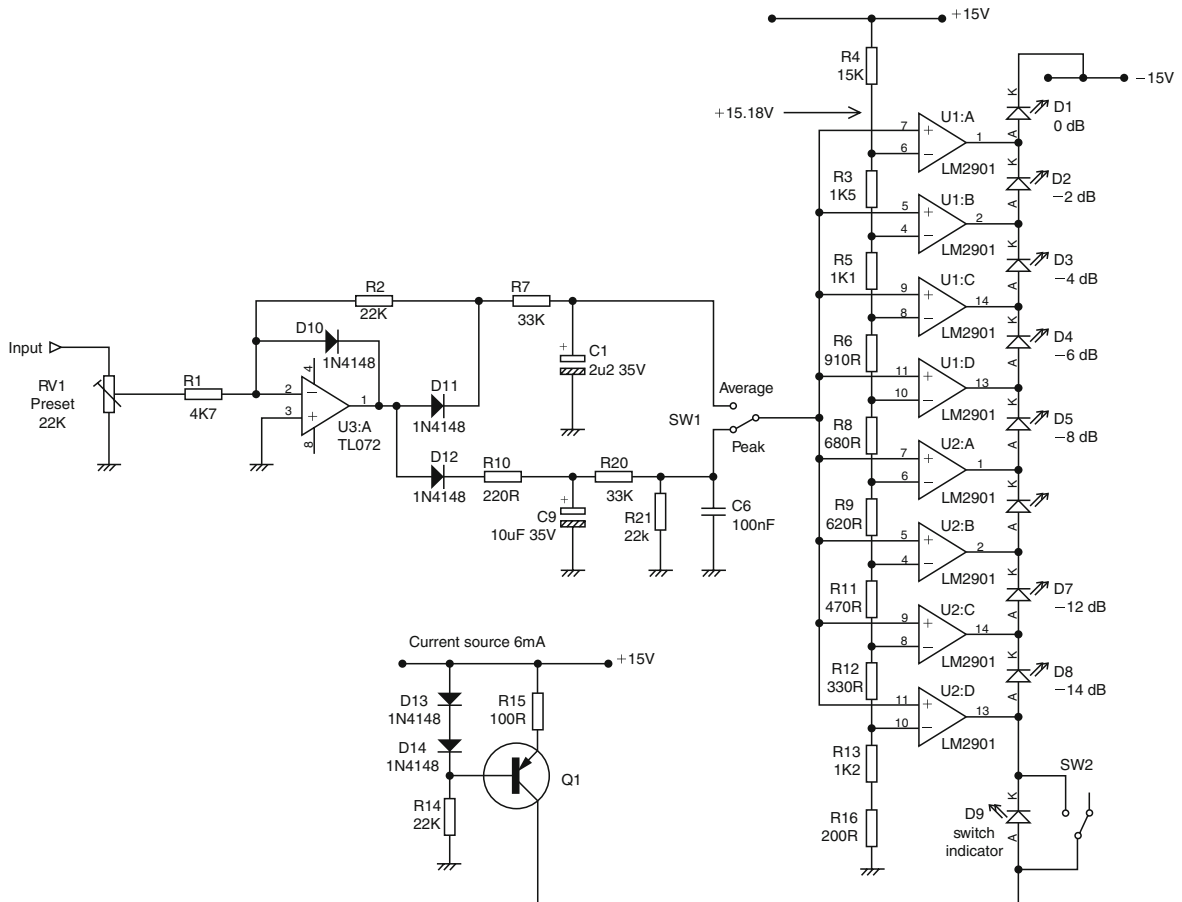 +15V
R4
15K
−15V
K
D1
0 dB
A
+15.18V
7
+
6
−
U1:A
1
LM2901
K
D2
−2 dB
A
R3
1K5
5
+
4
−
U1:B
2
LM2901
K
D3
−4 dB
A
R5
1K1
9
+
8
−
U1:C
14
LM2901
K
D4
−6 dB
A
R6
910R
11
+
10
−
U1:D
13
LM2901
K
D5
−8 dB
A
R8
680R
7
+
6
−
U2:A
1
LM2901
K
A
R9
620R
5
+
4
−
U2:B
2
LM2901
K
D7
−12 dB
A
R11
470R
9
+
8
−
U2:C
14
LM2901
K
D8
−14 dB
A
R12
330R
11
+
10
−
U2:D
13
LM2901
R13
1K2
R16
200R
K
D9
switch
indicator
A
SW2
Input
RV1
Preset
22K
R1
4K7
R2
22K
D10
1N4148
4
2
−
3
+
1
8
U3:A
TL072
D11
1N4148
D12
1N4148
R7
33K
+
C1
2u2 35V
R10
220R
+
C9
10uF 35V
R20
33K
R21
22k
C6
100nF
Average
SW1
Peak
Current source 6mA
+15V
D13
1N4148
D14
1N4148
R14
22K
R15
100R
Q1